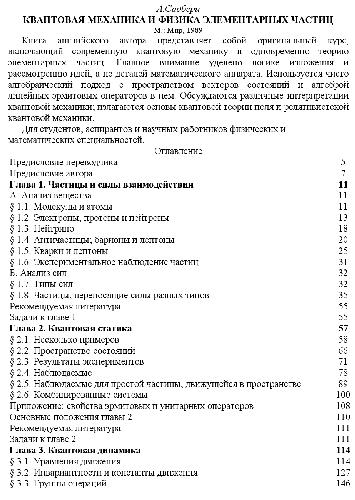 А.Садбери
КВАНТОВАЯ МЕХАНИКА И ФИЗИКА ЭЛЕМЕНТАРНЫХ ЧАСТИЦ
М.: Мир, 1989
Книга английского автора представляет собой оригинальный курс,
включающий современную квантовую механику и одновременно теорию
элементарных частиц. Главное внимание уделено логике изложения и
рассмотрению идей, а не деталей математического аппарата. Используется чисто
алгебраический подход с пространством векторов состояний и алгеброй
линейных эрмитовых операторов в нем. Обсуждаются различные интерпретации
квантовой механики; излагаются основы квантовой теории поля и релятивистской
квантовой механики.
Для студентов, аспирантов и научных работников физических и
математических специальностей.
Оглавление
Предисловие переводчика 5
Предисловие автора 7
Глава 1. Частицы и силы взаимодействия 11
А. Анализ вещества 11
§ 1.1. Молекулы и атомы 11
§ 1.2. Электроны, протоны и нейтроны 13
§ 1.3. Нейтрино 18
§ 1.4. Античастицы; барионы и лептоны 20
§ 1.5. Кварки и лептоны 25
§ 1.6. Экспериментальное наблюдение частиц 31
Б. Анализ сил 32
§ 1.7. Типы сил 32
§ 1.8. Частицы, переносящие силы разных типов 35
Рекомендуемая литература 55
Задачи к главе 1 55
Глава 2. Квантовая статика 57
§ 2.1. Несколько примеров 58
§ 2.2. Пространство состояний 66
§ 2.3. Результаты экспериментов 71
§ 2.4. Наблюдаемые 78
§ 2.5. Наблюдаемые для простой частицы, движущейся в пространстве 89
§ 2.6. Комбинированные системы 100
Приложение: свойства эрмитовых и унитарных операторов 108
Основные положения главы 2 110
Рекомендуемая литература 111
Задачи к главе 2 111
Глава 3. Квантовая динамика 114
§ 3.1. Уравнения движения 114
§ 3.2. Инвариантности и константы движения 127
§ 3.3. Группы операций 146